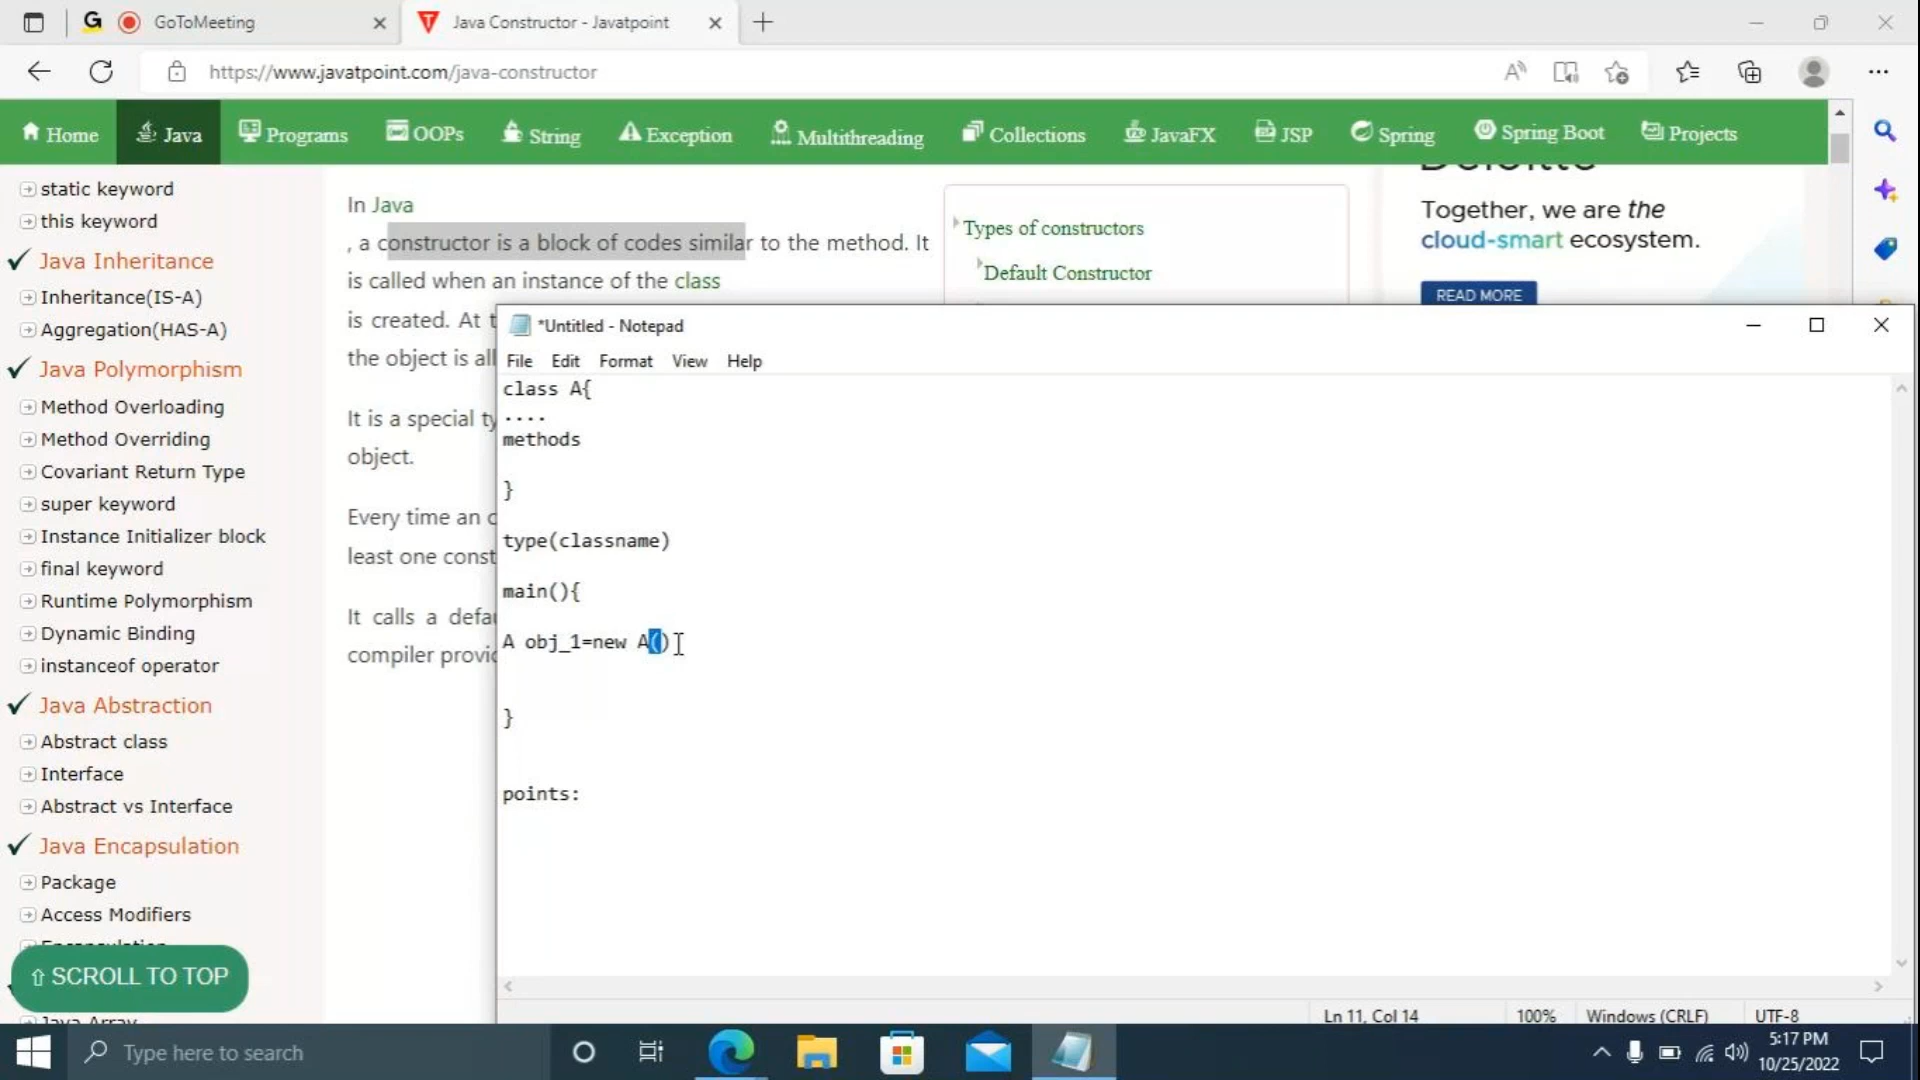 GoToMeeting
Java Constructor - Javatpoint
https://www.javatpoint.com/java-constructor
Home
Java
Programs
OOPs
String
Exception
Multithreading
Collections
JavaFX
JSP
Spring
Spring Boot
Projects
static keyword
this keyword
Java Inheritance
Inheritance(IS-A)
Aggregation(HAS-A)
Java Polymorphism
Method Overloading
Method Overriding
Covariant Return Type
super keyword
Instance Initializer block
final keyword
Runtime Polymorphism
Dynamic Binding
instanceof operator
Java Abstraction
Abstract class
Interface
Abstract vs Interface
Java Encapsulation
Package
Access Modifiers
Encapsulation
SCROLL TO TOP
Java Array
In Java
, a constructor is a block of codes similar to the method. It
is called when an instance of the class
is created. At t
the object is all
It is a special ty
object.
Every time an
least one const
It calls a defau
compiler provid
Types of constructors
Default Constructor
Deloitte
Together, we are the
cloud-smart ecosystem.
READ MORE
*Untitled - Notepad
File Edit Format View Help
class A{
....
methods
}
type(classname)
main(){
A obj_1=new A()
}
points:
Ln 11, Col 14
100%
Windows (CRLF)
UTF-8
Type here to search
5:17 PM
10/25/2022